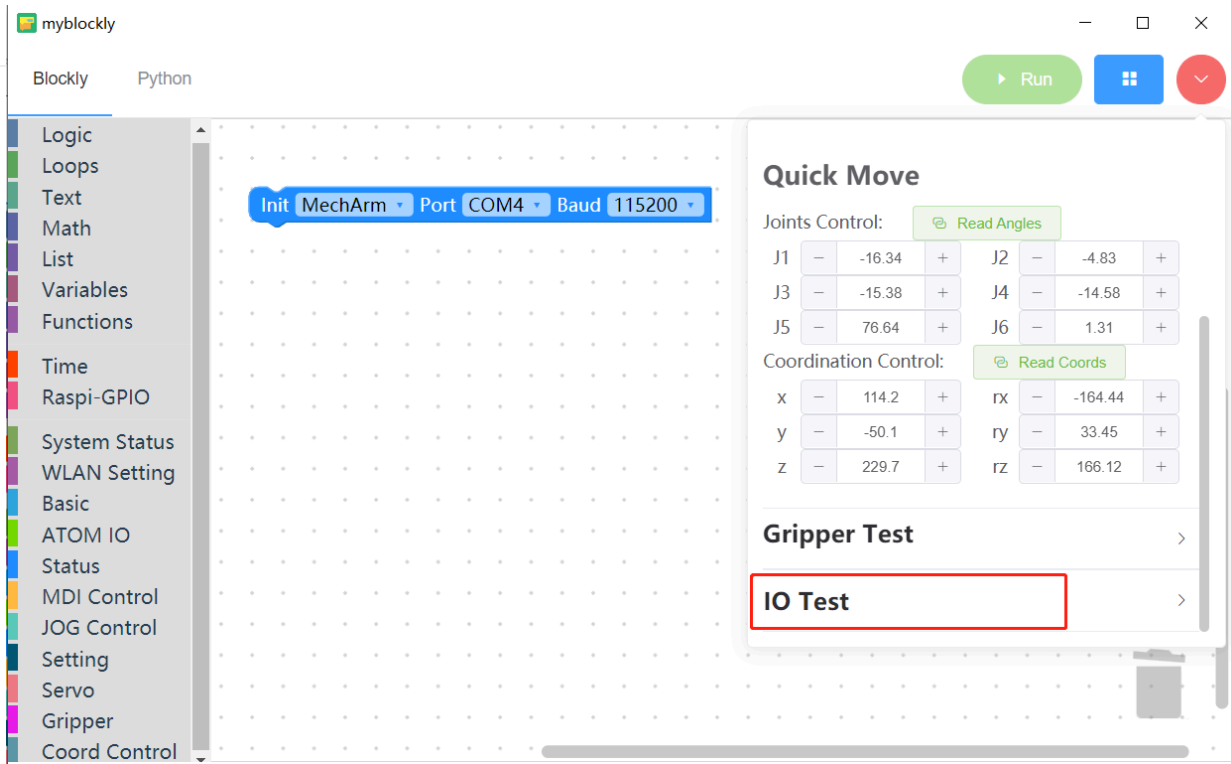 myblockly
Blockly Python Run
Logic
Loops
Text
Math
List
Variables
Functions
Time
Raspi-GPIO
System Status
WLAN Setting
Basic
ATOM IO
Status
MDI Control
JOG Control
Setting
Servo
Gripper
Coord Control
Init MechArm Port COM4 Baud 115200
Quick Move
Joints Control: Read Angles
J1 − -16.34 + J2 − -4.83 +
J3 − -15.38 + J4 − -14.58 +
J5 − 76.64 + J6 − 1.31 +
Coordination Control: Read Coords
x − 114.2 + rx − -164.44 +
y − -50.1 + ry − 33.45 +
z − 229.7 + rz − 166.12 +
Gripper Test
IO Test